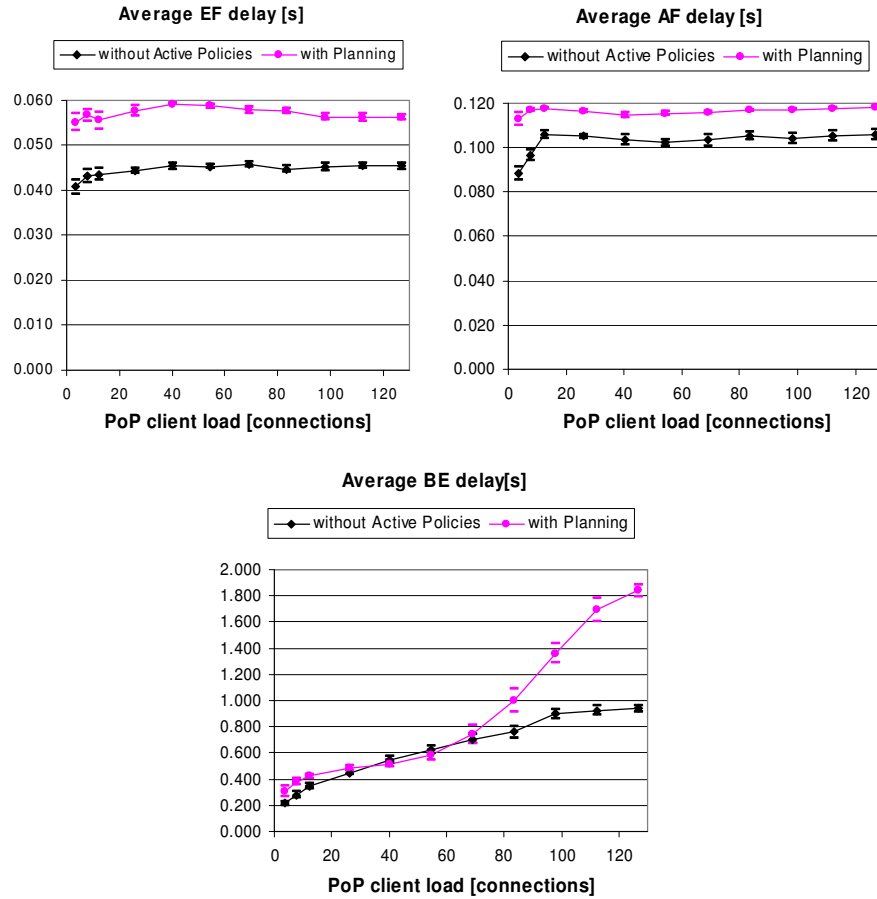 Average EF delay [s]
without Active Policies with Planning
0.060
0.050
0.040
0.030
0.020
0.010
0.000
0 20 40 60 80 100 120
PoP client load [connections]
Average AF delay [s]
without Active Policies with Planning
0.120
0.100
0.080
0.060
0.040
0.020
0.000
0 20 40 60 80 100 120
PoP client load [connections]
Average BE delay[s]
without Active Policies with Planning
2.000
1.800
1.600
1.400
1.200
1.000
0.800
0.600
0.400
0.200
0.000
0 20 40 60 80 100 120
PoP client load [connections]